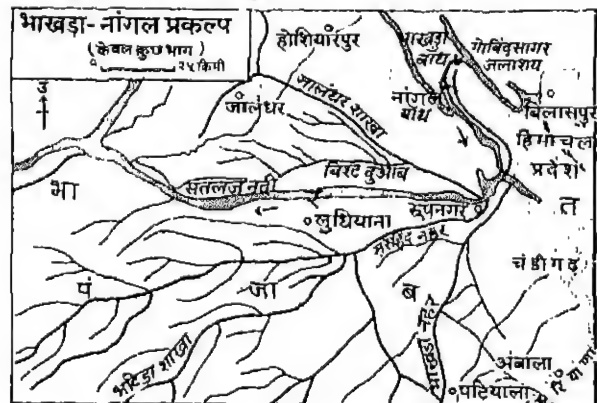 भाखड़ा-नांगल प्रकल्प
(केवल कुछ भाग)
२५ किमी
उ
होशियारपुर
भाखड़ा
बांध
गोबिंदसागर
जलाशय
जालंधर
जालंधर शाखा
नांगल
बांध
बिलासपुर
हिमाचल
प्रदेश
बिस्ट दुआब
सतलज नदी
भा
त
रूपनगर
लुधियाना
सरहिंद नहर
चंडीगढ़
पं
जा
ब
भाखड़ा नहर
अंबाला
भटिंडा शाखा
पटियाला
हरियाणा